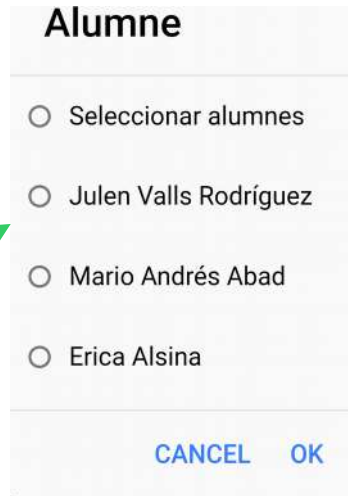 Alumne
Seleccionar alumnes
Julen Valls Rodríguez
Mario Andrés Abad
Erica Alsina
CANCEL OK